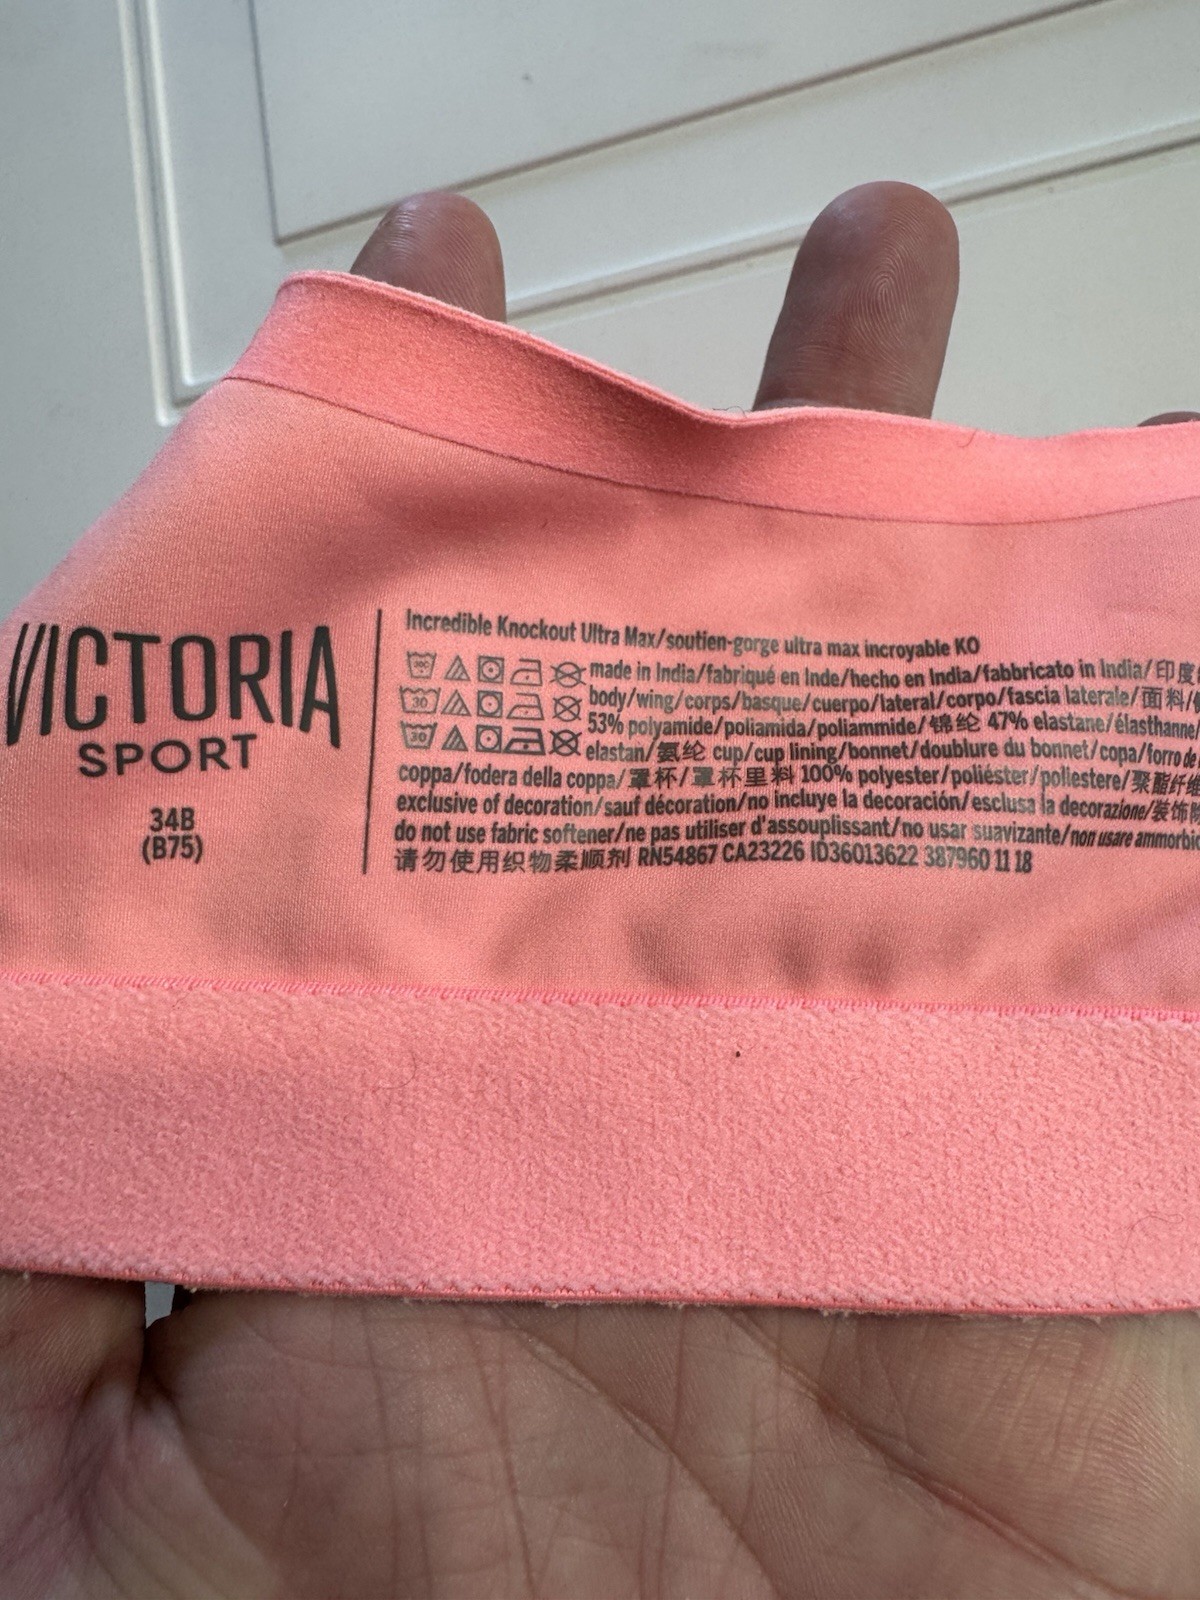 VICTORIA
SPORT
34B
(B75)
Incredible Knockout Ultra Max/soutien-gorge ultra max incroyable KO
made in India/fabriqué en Inde/hecho en India/fabbricato in India/印度
body/wing/corps/basque/cuerpo/lateral/corpo/fascia laterale/面料/
53% polyamide/poliamida/poliammide/锦纶 47% elastane/élasthanne/
elastan/氨纶 cup/cup lining/bonnet/doublure du bonnet/copa/forro de
coppa/fodera della coppa/罩杯/罩杯里料 100% polyester/poliéster/poliestere/聚酯纤维
exclusive of decoration/sauf décoration/no incluye la decoración/esclusa la decorazione/装饰
do not use fabric softener/ne pas utiliser d'assouplissant/no usar suavizante/non usare ammorbi
请勿使用织物柔顺剂 RN54867 CA23226 ID36013622 387960 11 18